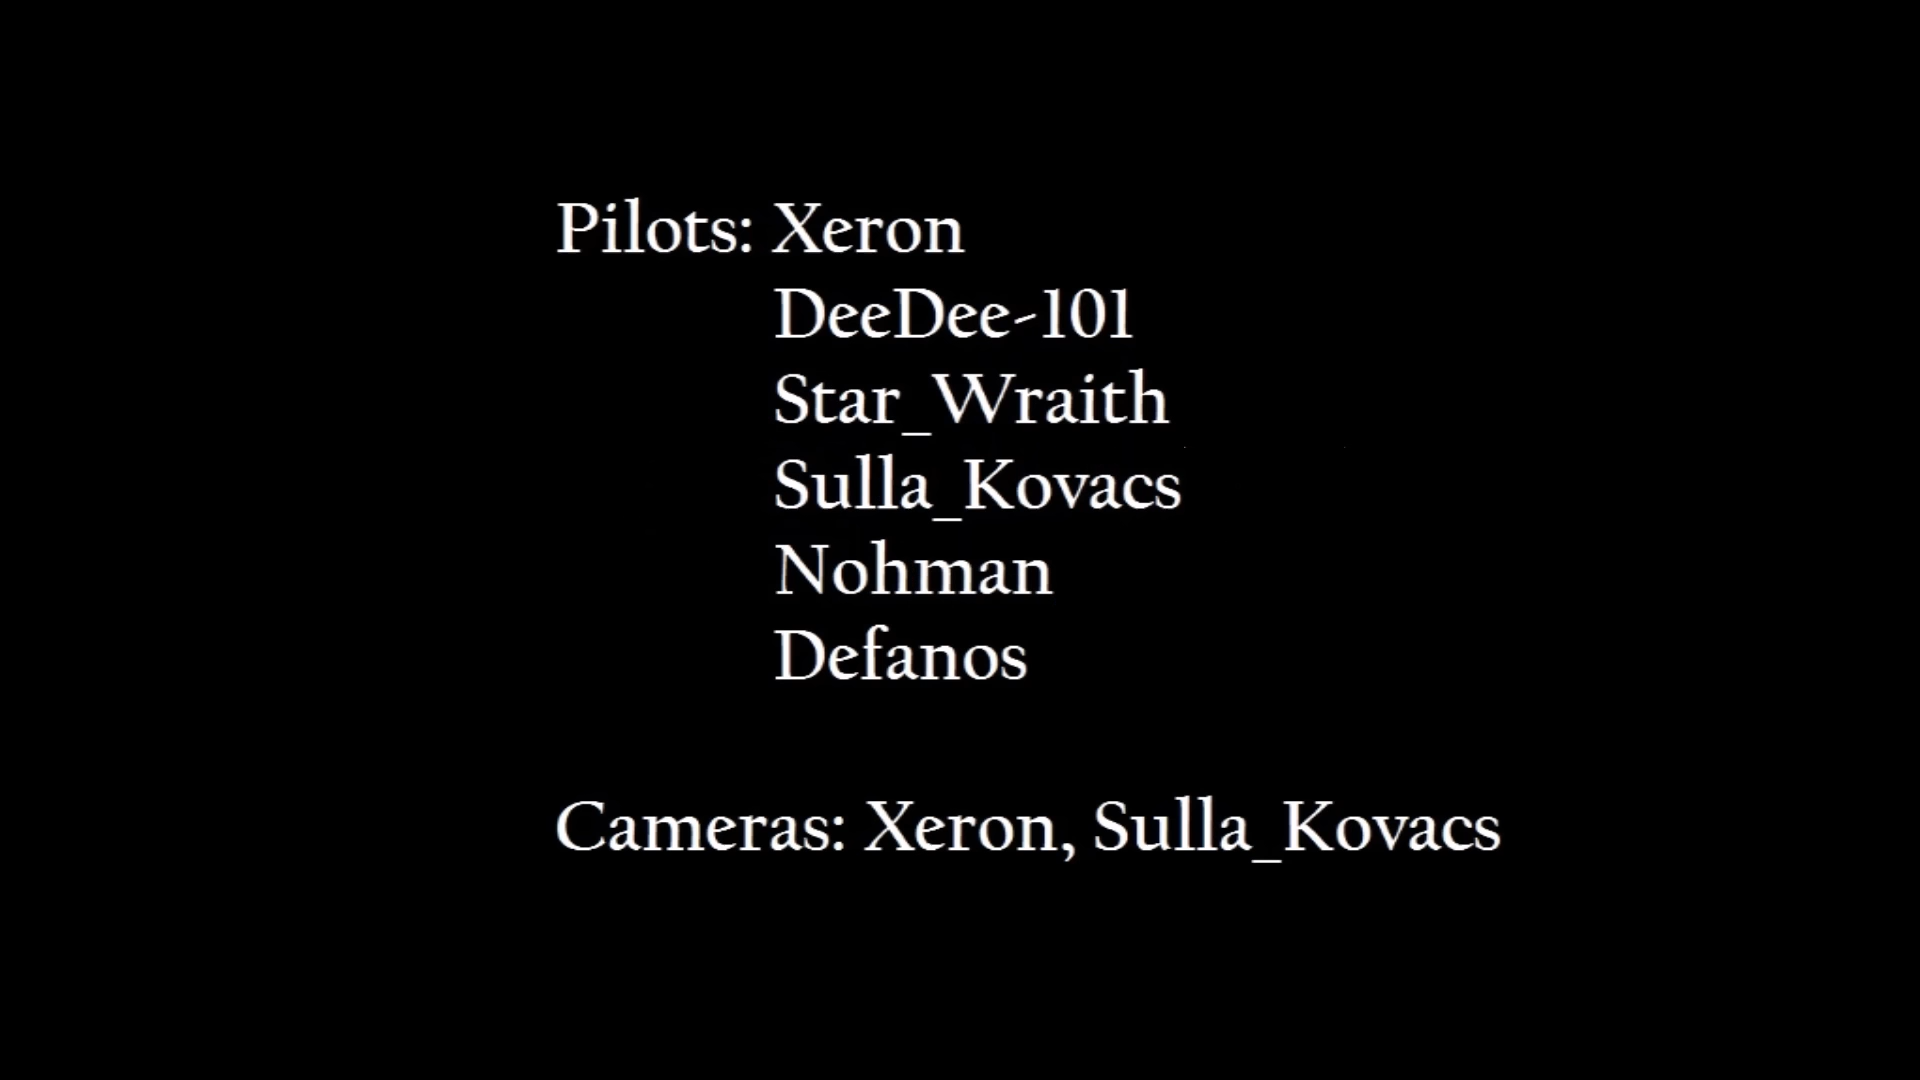 Pilots: Xeron
DeeDee-101
Star_Wraith
Sulla_Kovacs
Nohman
Defanos
Cameras: Xeron, Sulla_Kovacs